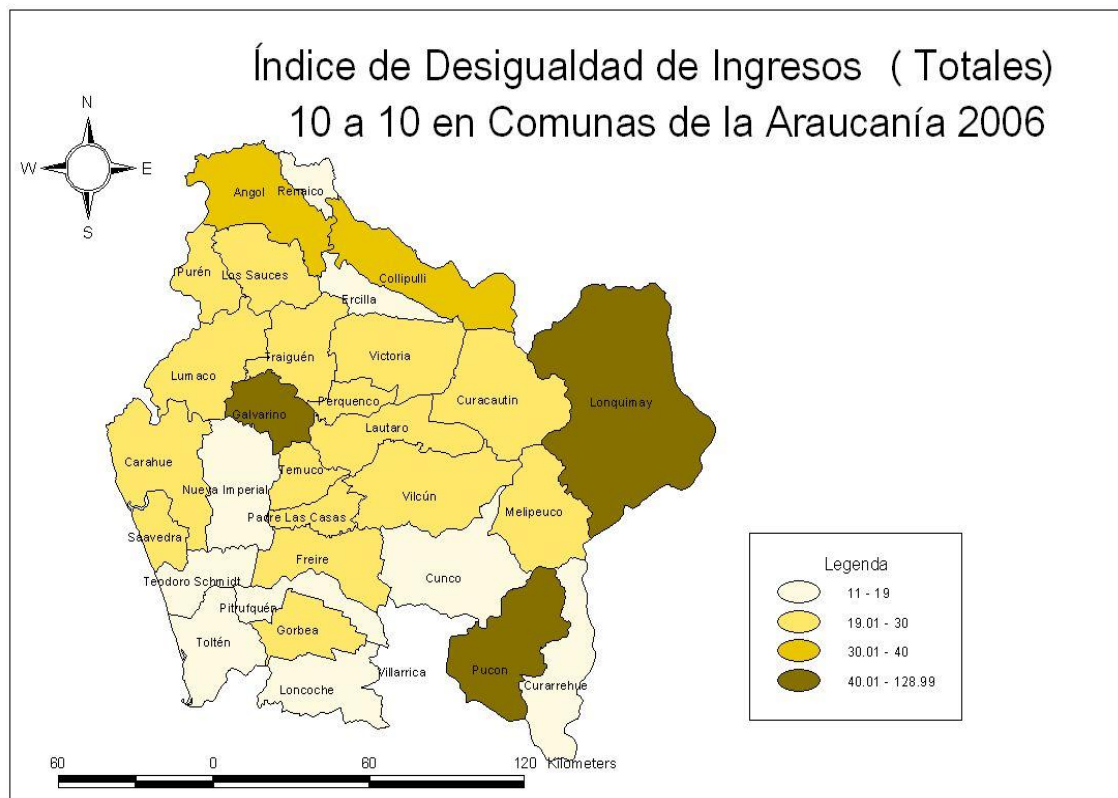 Índice de Desigualdad de Ingresos ( Totales)
10 a 10 en Comunas de la Araucanía 2006
N
W
E
S
Angol
Renaico
Purén
Los Sauces
Collipulli
Ercilla
Lumaco
Traiguén
Victoria
Galvarino
Perquenco
Curacautin
Lonquimay
Lautaro
Carahue
Temuco
Nueva Imperial
Vilcún
Melipeuco
Padre Las Casas
Saavedra
Freire
Teodoro Schmidt
Cunco
Pitrufquén
Toltén
Gorbea
Villarrica
Pucon
Loncoche
Curarrehue
Legenda
11 - 19
19.01 - 30
30.01 - 40
40.01 - 128.99
60 0 60 120 Kilometers